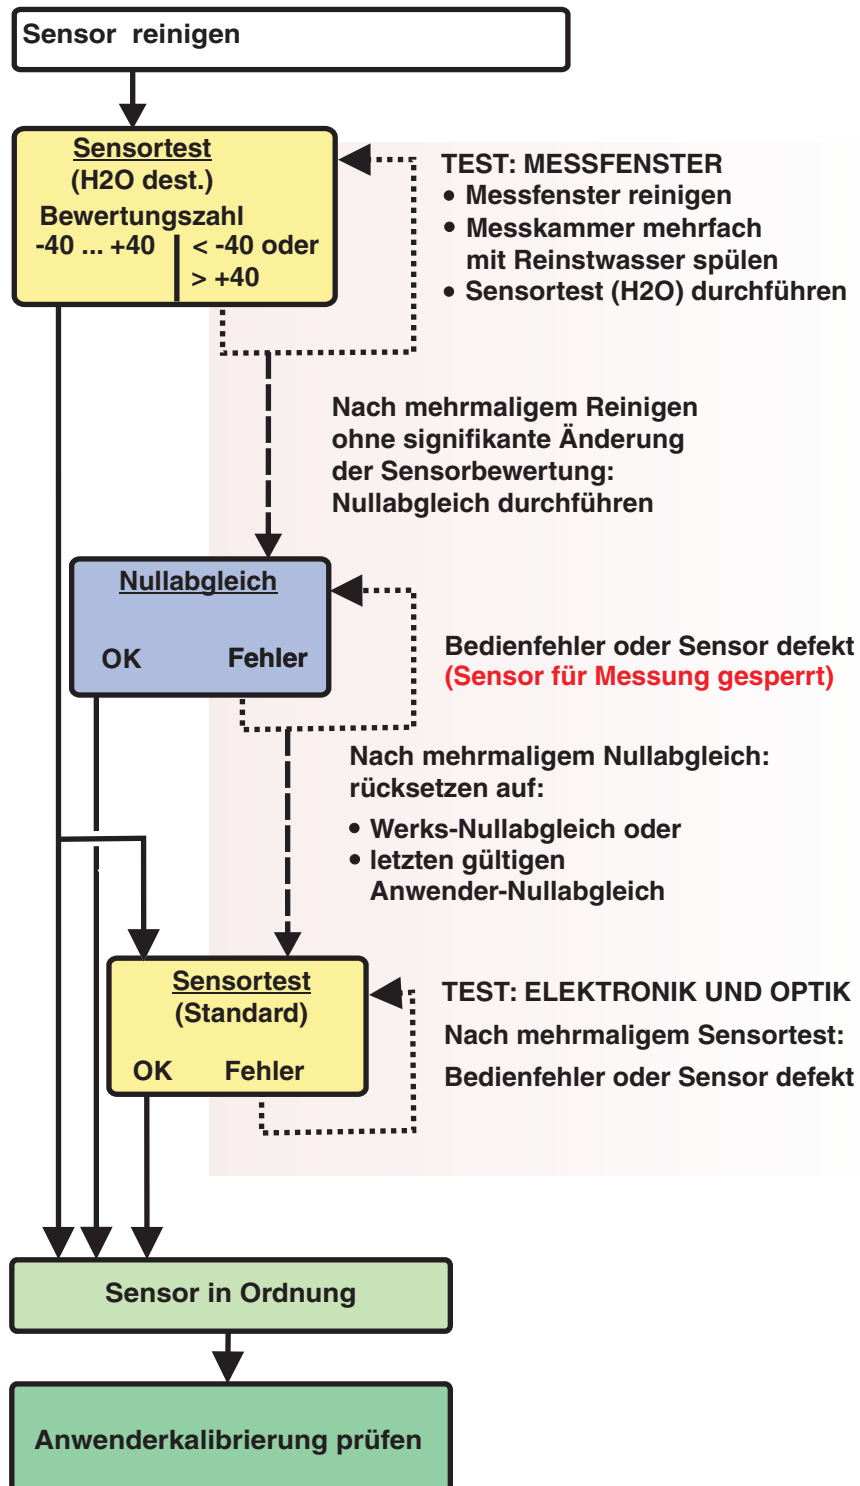 Sensor reinigen
Sensortest
(H2O dest.)
Bewertungszahl
-40 ... +40 < -40 oder
> +40
TEST: MESSFENSTER
• Messfenster reinigen
• Messkammer mehrfach
mit Reinstwasser spülen
• Sensortest (H2O) durchführen
Nach mehrmaligem Reinigen
ohne signifikante Änderung
der Sensorbewertung:
Nullabgleich durchführen
Nullabgleich
OK Fehler
Bedienfehler oder Sensor defekt
(Sensor für Messung gesperrt)
Nach mehrmaligem Nullabgleich:
rücksetzen auf:
• Werks-Nullabgleich oder
• letzten gültigen
Anwender-Nullabgleich
Sensortest
(Standard)
OK Fehler
TEST: ELEKTRONIK UND OPTIK
Nach mehrmaligem Sensortest:
Bedienfehler oder Sensor defekt
Sensor in Ordnung
Anwenderkalibrierung prüfen